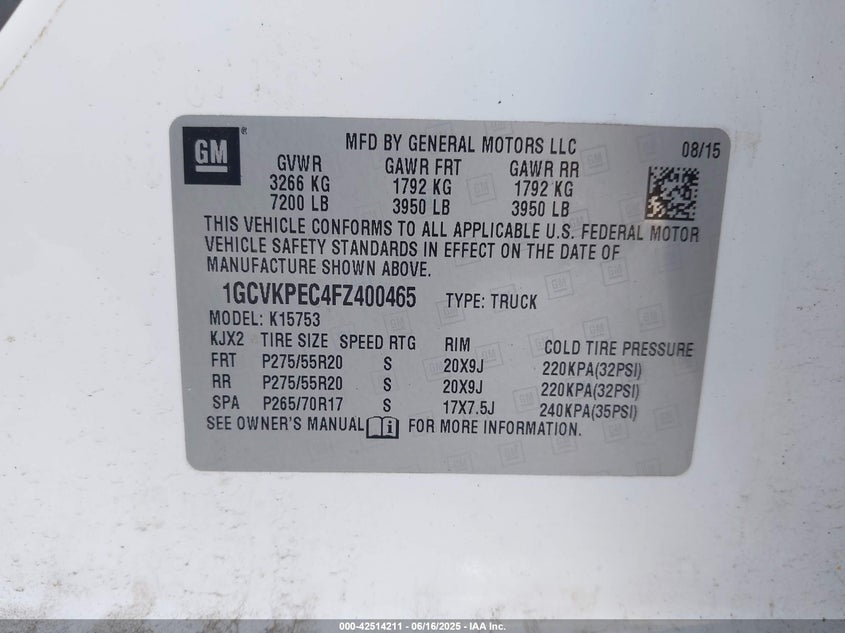 GM ®
MFD BY GENERAL MOTORS LLC 08/15
GVWR GAWR FRT GAWR RR
3266 KG 1792 KG 1792 KG
7200 LB 3950 LB 3950 LB
THIS VEHICLE CONFORMS TO ALL APPLICABLE U.S. FEDERAL MOTOR
VEHICLE SAFETY STANDARDS IN EFFECT ON THE DATE OF
MANUFACTURE SHOWN ABOVE.
1GCVKPEC4FZ400465 TYPE: TRUCK
MODEL: K15753
KJX2 TIRE SIZE SPEED RTG RIM COLD TIRE PRESSURE
FRT P275/55R20 S 20X9J 220KPA(32PSI)
RR P275/55R20 S 20X9J 220KPA(32PSI)
SPA P265/70R17 S 17X7.5J 240KPA(35PSI)
SEE OWNER'S MANUAL i FOR MORE INFORMATION.
000-42514211 - 06/16/2025 - IAA Inc.